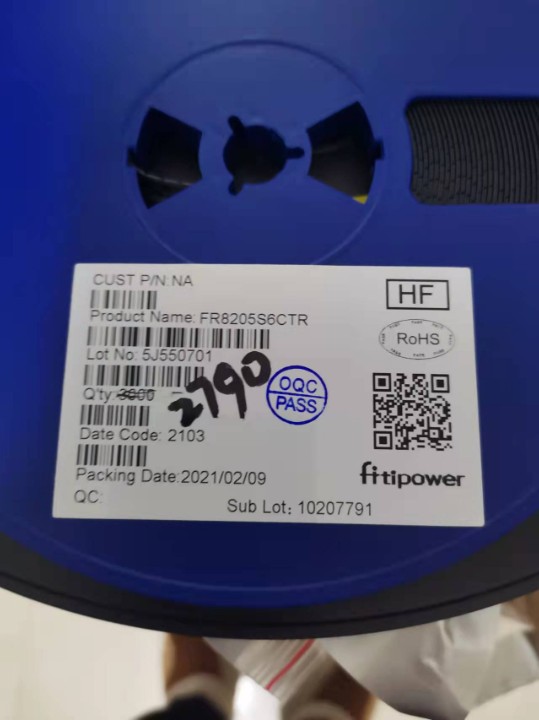 CUST P/N:NA
HF
Product Name: FR8205S6CTR
RoHS
Lot No: 5J550701
Q'ty: 3000 2790
OQC
PASS
Date Code: 2103
Packing Date:2021/02/09
fitipower
QC:
Sub Lot: 10207791